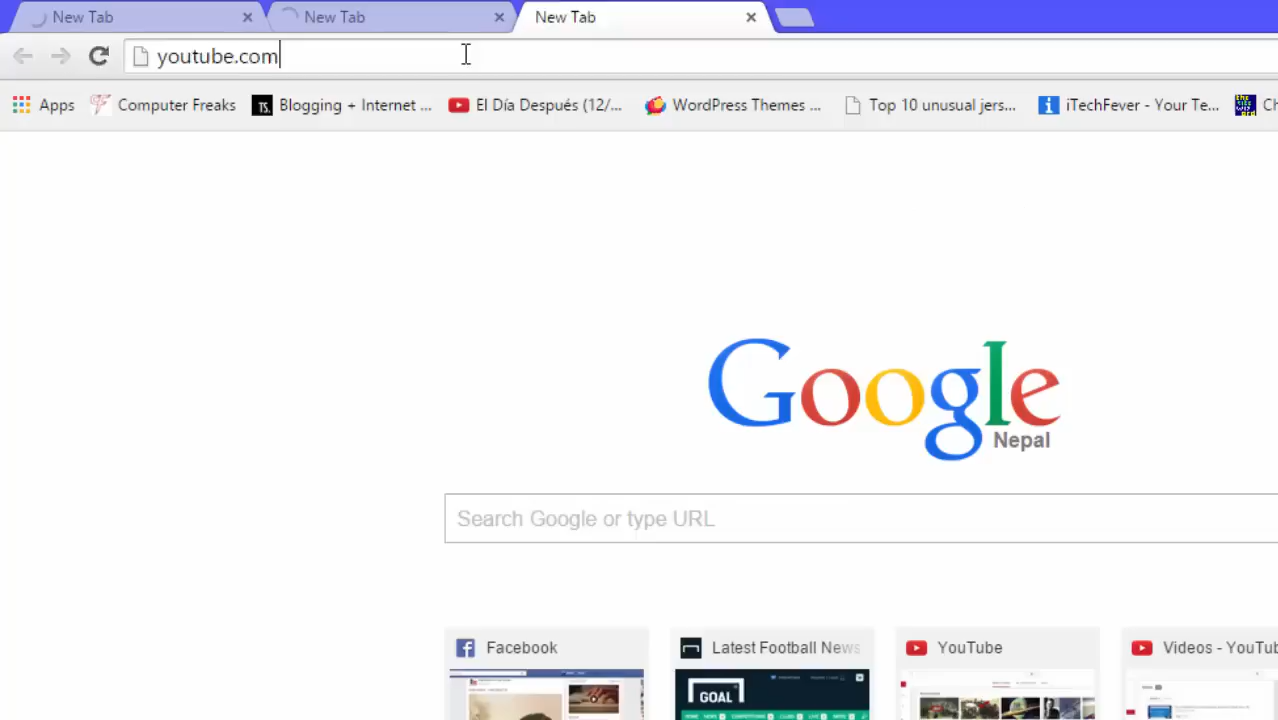 New Tab
New Tab
New Tab
youtube.com
Apps
Computer Freaks
TS.
Blogging + Internet ...
El Día Después (12/...
WordPress Themes ...
Top 10 unusual jers...
iTechFever - Your Te...
Ch
Google
Nepal
Search Google or type URL
Facebook
Latest Football News
YouTube
Videos - YouTub
GOAL